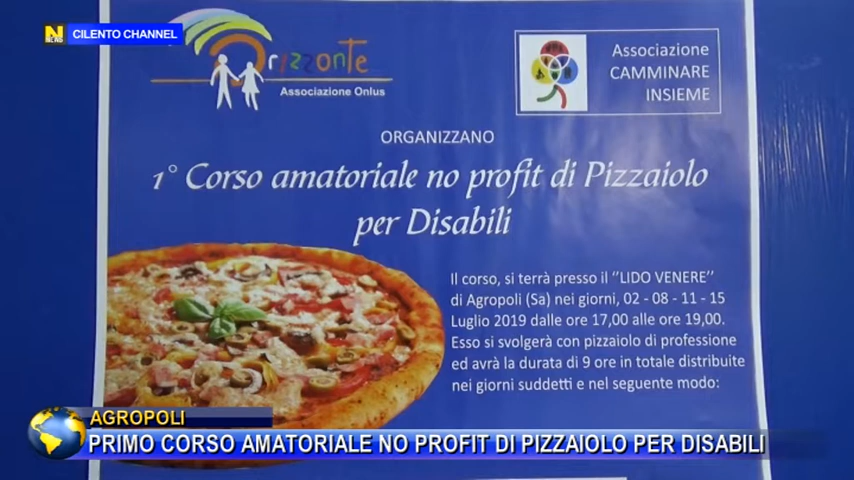 CILENTO CHANNEL
Orizzonte
Associazione Onlus
Associazione
CAMMINARE
INSIEME
ORGANIZZANO
1° Corso amatoriale no profit di Pizzaiolo
per Disabili
Il corso, si terrà presso il ‘‘LIDO VENERE’’
di Agropoli (Sa) nei giorni, 02 - 08 - 11 - 15
Luglio 2019 dalle ore 17,00 alle ore 19,00.
Esso si svolgerà con pizzaiolo di professione
ed avrà la durata di 9 ore in totale distribuite
nei giorni suddetti e nel seguente modo:
AGROPOLI
PRIMO CORSO AMATORIALE NO PROFIT DI PIZZAIOLO PER DISABILI